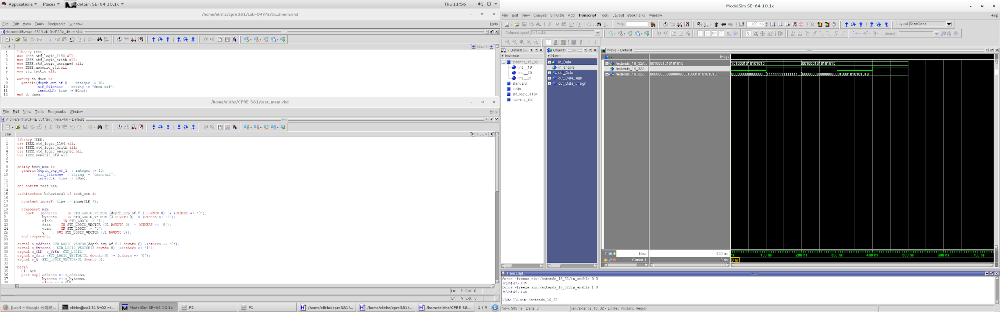 Applications Places ModelSim SE-64 10.1c Thu 11:56
/home/elithz/cpre381/Lab-04/P2/tb_dmem.vhd
File Edit View Tools Bookmarks Window Help
/home/elithz/cpre381/Lab-04/P2/tb_dmem.vhd
Ln# Now
1 library IEEE;
2 use IEEE.std_logic_1164.all;
3 use IEEE.std_logic_arith.all;
4 use IEEE.std_logic_unsigned.all;
5 use IEEE.numeric_std.all;
6 use std.textio.all;
7
8 entity tb_dmem is
9 generic(depth_exp_of_2 : integer := 10;
10 mif_filename : string := "dmem.mif";
11 innerCLK: time := 50ns);
12 end tb_dmem;
/home/elithz/CPRE 381/test_mem.vhd
File Edit View Tools Bookmarks Window Help
/home/elithz/CPRE 381/test_mem.vhd - Default
Ln# Now
1 library IEEE;
2 use IEEE.std_logic_1164.all;
3 use IEEE.std_logic_arith.all;
4 use IEEE.std_logic_unsigned.all;
5 use IEEE.numeric_std.all;
6
7
8 entity test_mem is
9 generic(depth_exp_of_2 : integer := 10;
10 mif_filename : string := "dmem.mif";
11 innerCLK: time := 50ns);
12
13 end entity test_mem;
14
15 architecture behavioral of test_mem is
16
17 constant innerP: time := innerCLK *2;
18
19 component mem
20 port (address : IN STD_LOGIC_VECTOR (depth_exp_of_2-1 DOWNTO 0) := (OTHERS => '0');
21 byteena : IN STD_LOGIC_VECTOR (3 DOWNTO 0) := (OTHERS => '1');
22 clock : IN STD_LOGIC := '1';
23 data : IN STD_LOGIC_VECTOR (31 DOWNTO 0) := (OTHERS => '0');
24 wren : IN STD_LOGIC := '0';
25 q : OUT STD_LOGIC_VECTOR (31 DOWNTO 0));
26 end component;
27
28 signal s_address:STD_LOGIC_VECTOR(depth_exp_of_2-1 downto 0):=(others => '0');
29 signal s_byteena : STD_LOGIC_VECTOR(3 downto 0) :=(others => '1');
30 signal s_CLK, s_WrEn: STD_LOGIC;
31 signal s_data :STD_LOGIC_VECTOR(31 downto 0) := (others => '0');
32 signal s_Q :STD_LOGIC_VECTOR(31 downto 0);
33
34 begin
35 G1: mem
36 port map( address => s_address,
37 byteena => s_byteena,
38 clock => s_CLK,
Ln: 5 Col: 0
Ln: 5 Col: 0
[Lab4 - Google 云端硬... elithz@co1313-02:~/... ModelSim SE-64 10.1c P2 P1 /home/elithz/cpre381/... /home/elithz/cpre381/... /home/elithz/CPRE 38... 1 / 4 1
ModelSim SE-64 10.1c
File Edit View Compile Simulate Add Transcript Tools Layout Bookmarks Window Help
Help 100 ns Layout Simulate
ColumnLayout Default Search:
- Default
Instance
extends_16_32
line__19
line__20
line__21
standard
textio
std_logic_1164
numeric_std
Objects
Name
in_Data
in_enable
out_Data
out_Data_sign
out_Data_unsign
Wave - Default
Msgs
/extends_16_32/i... 0010001010101010 1010001010101010 0010001010101010
/extends_16_32/i... 1
/extends_16_32/... 00000000000000000010001010101010 000000000000000... 1111111111111111... 00000000000000000010001010101010
Now 500 ns
ns 100 ns 200 ns 300 ns 400 ns 500 ns 600 ns 700 ns
Cursor 1 0 ns 0 ns
Transcript
force -freeze sim:/extends_16_32/in_enable 0 0
VSIM 47> run
force -freeze sim:/extends_16_32/in_enable 1 0
VSIM 49> run
VSIM 50> sim:/extends_16_32
Now: 500 ns Delta: 0 sim:/extends_16_32 - Limited Visibility Region